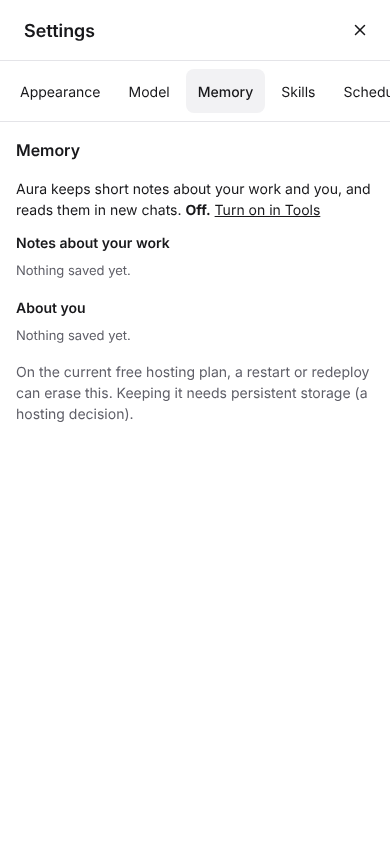 Settings
Appearance Model Memory Skills Schedu
Memory
Aura keeps short notes about your work and you, and
reads them in new chats. Off. Turn on in Tools
Notes about your work
Nothing saved yet.
About you
Nothing saved yet.
On the current free hosting plan, a restart or redeploy
can erase this. Keeping it needs persistent storage (a
hosting decision).